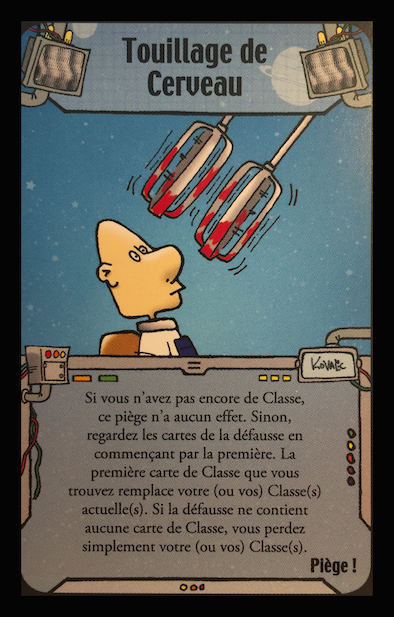 Touillage de
Cerveau
KOVALIC
Si vous n'avez pas encore de Classe,
ce piège n'a aucun effet. Sinon,
regardez les cartes de la défausse en
commençant par la première. La
première carte de Classe que vous
trouvez remplace votre (ou vos) Classe(s)
actuelle(s). Si la défausse ne contient
aucune carte de Classe, vous perdez
simplement votre (ou vos) Classe(s).
Piège !